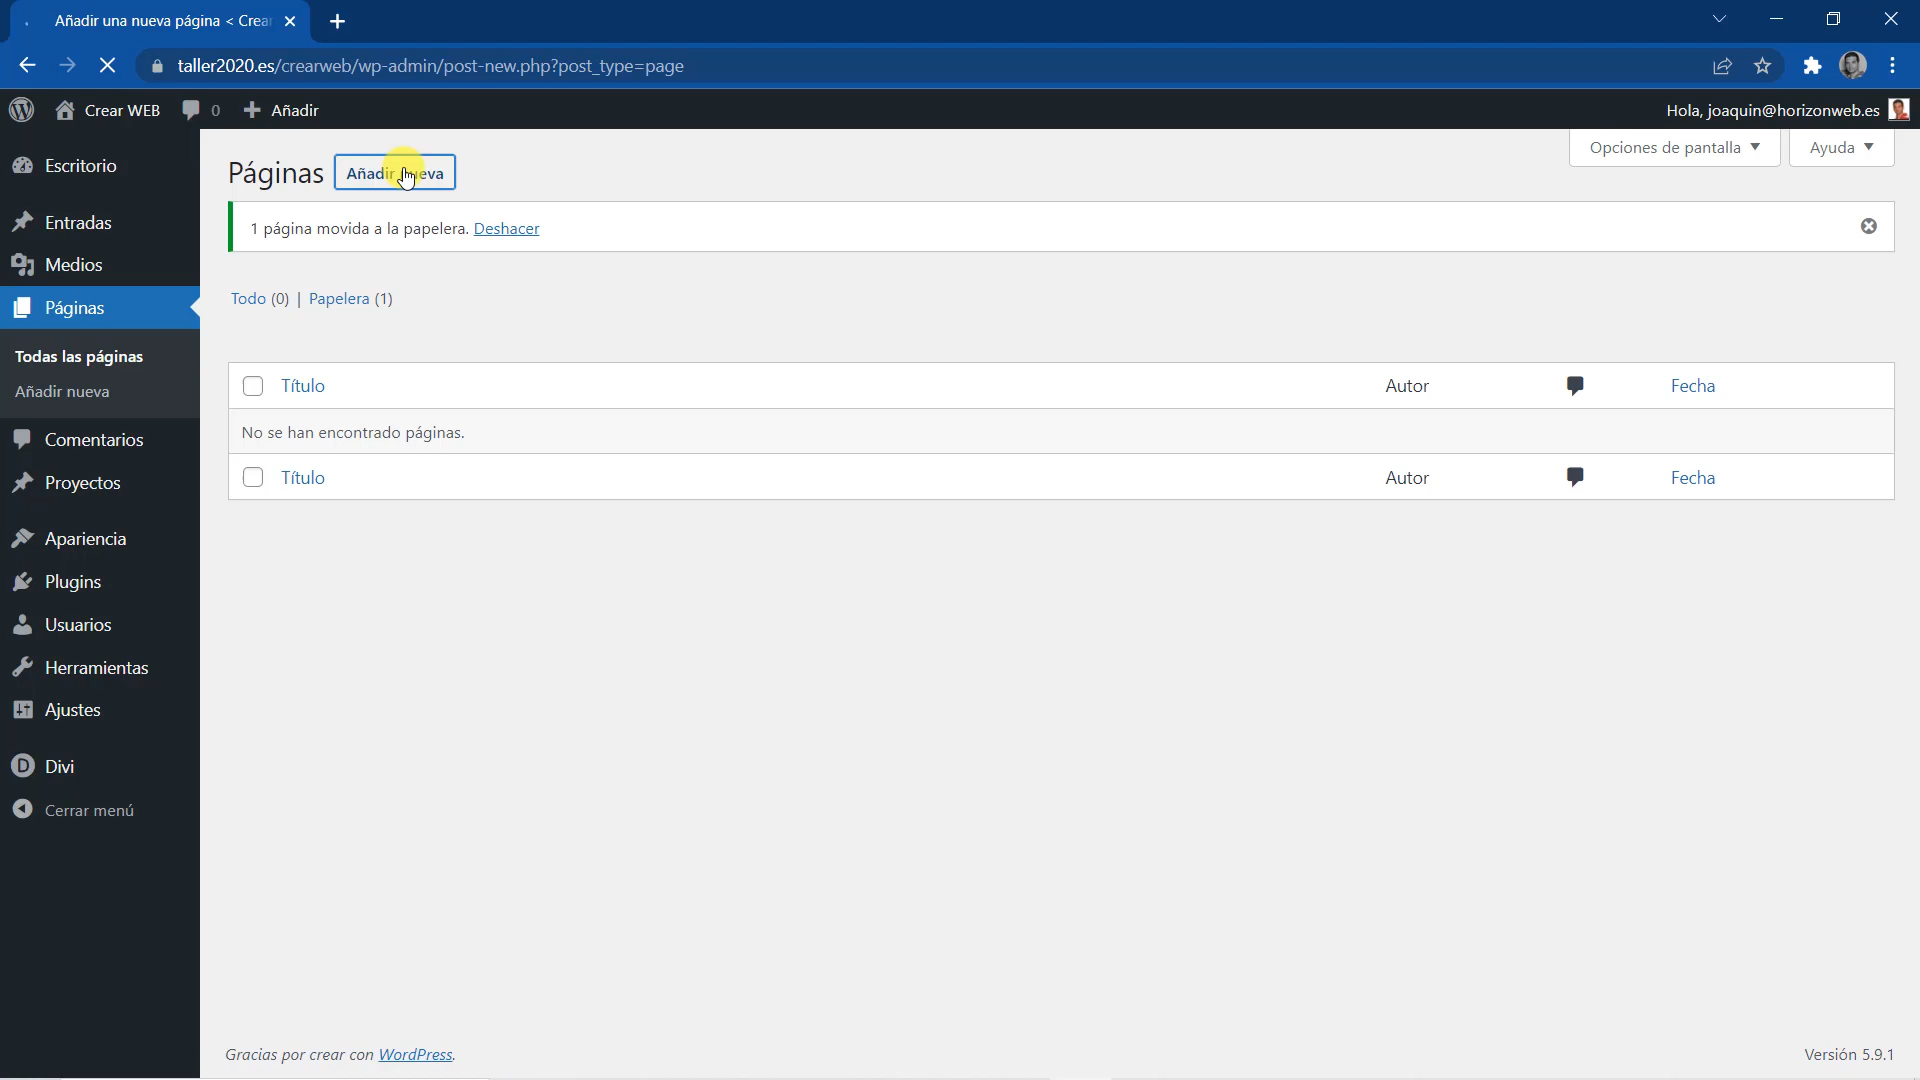 Añadir una nueva página < Crear
taller2020.es/crearweb/wp-admin/post-new.php?post_type=page
Crear WEB 0 Añadir Hola, joaquin@horizonweb.es
Escritorio
Entradas
Medios
Páginas
Todas las páginas
Añadir nueva
Comentarios
Proyectos
Apariencia
Plugins
Usuarios
Herramientas
Ajustes
Divi
Cerrar menú
Opciones de pantalla Ayuda
Páginas Añadir nueva
1 página movida a la papelera. Deshacer
Todo (0) | Papelera (1)
Título Autor Fecha
No se han encontrado páginas.
Título Autor Fecha
Gracias por crear con WordPress. Versión 5.9.1